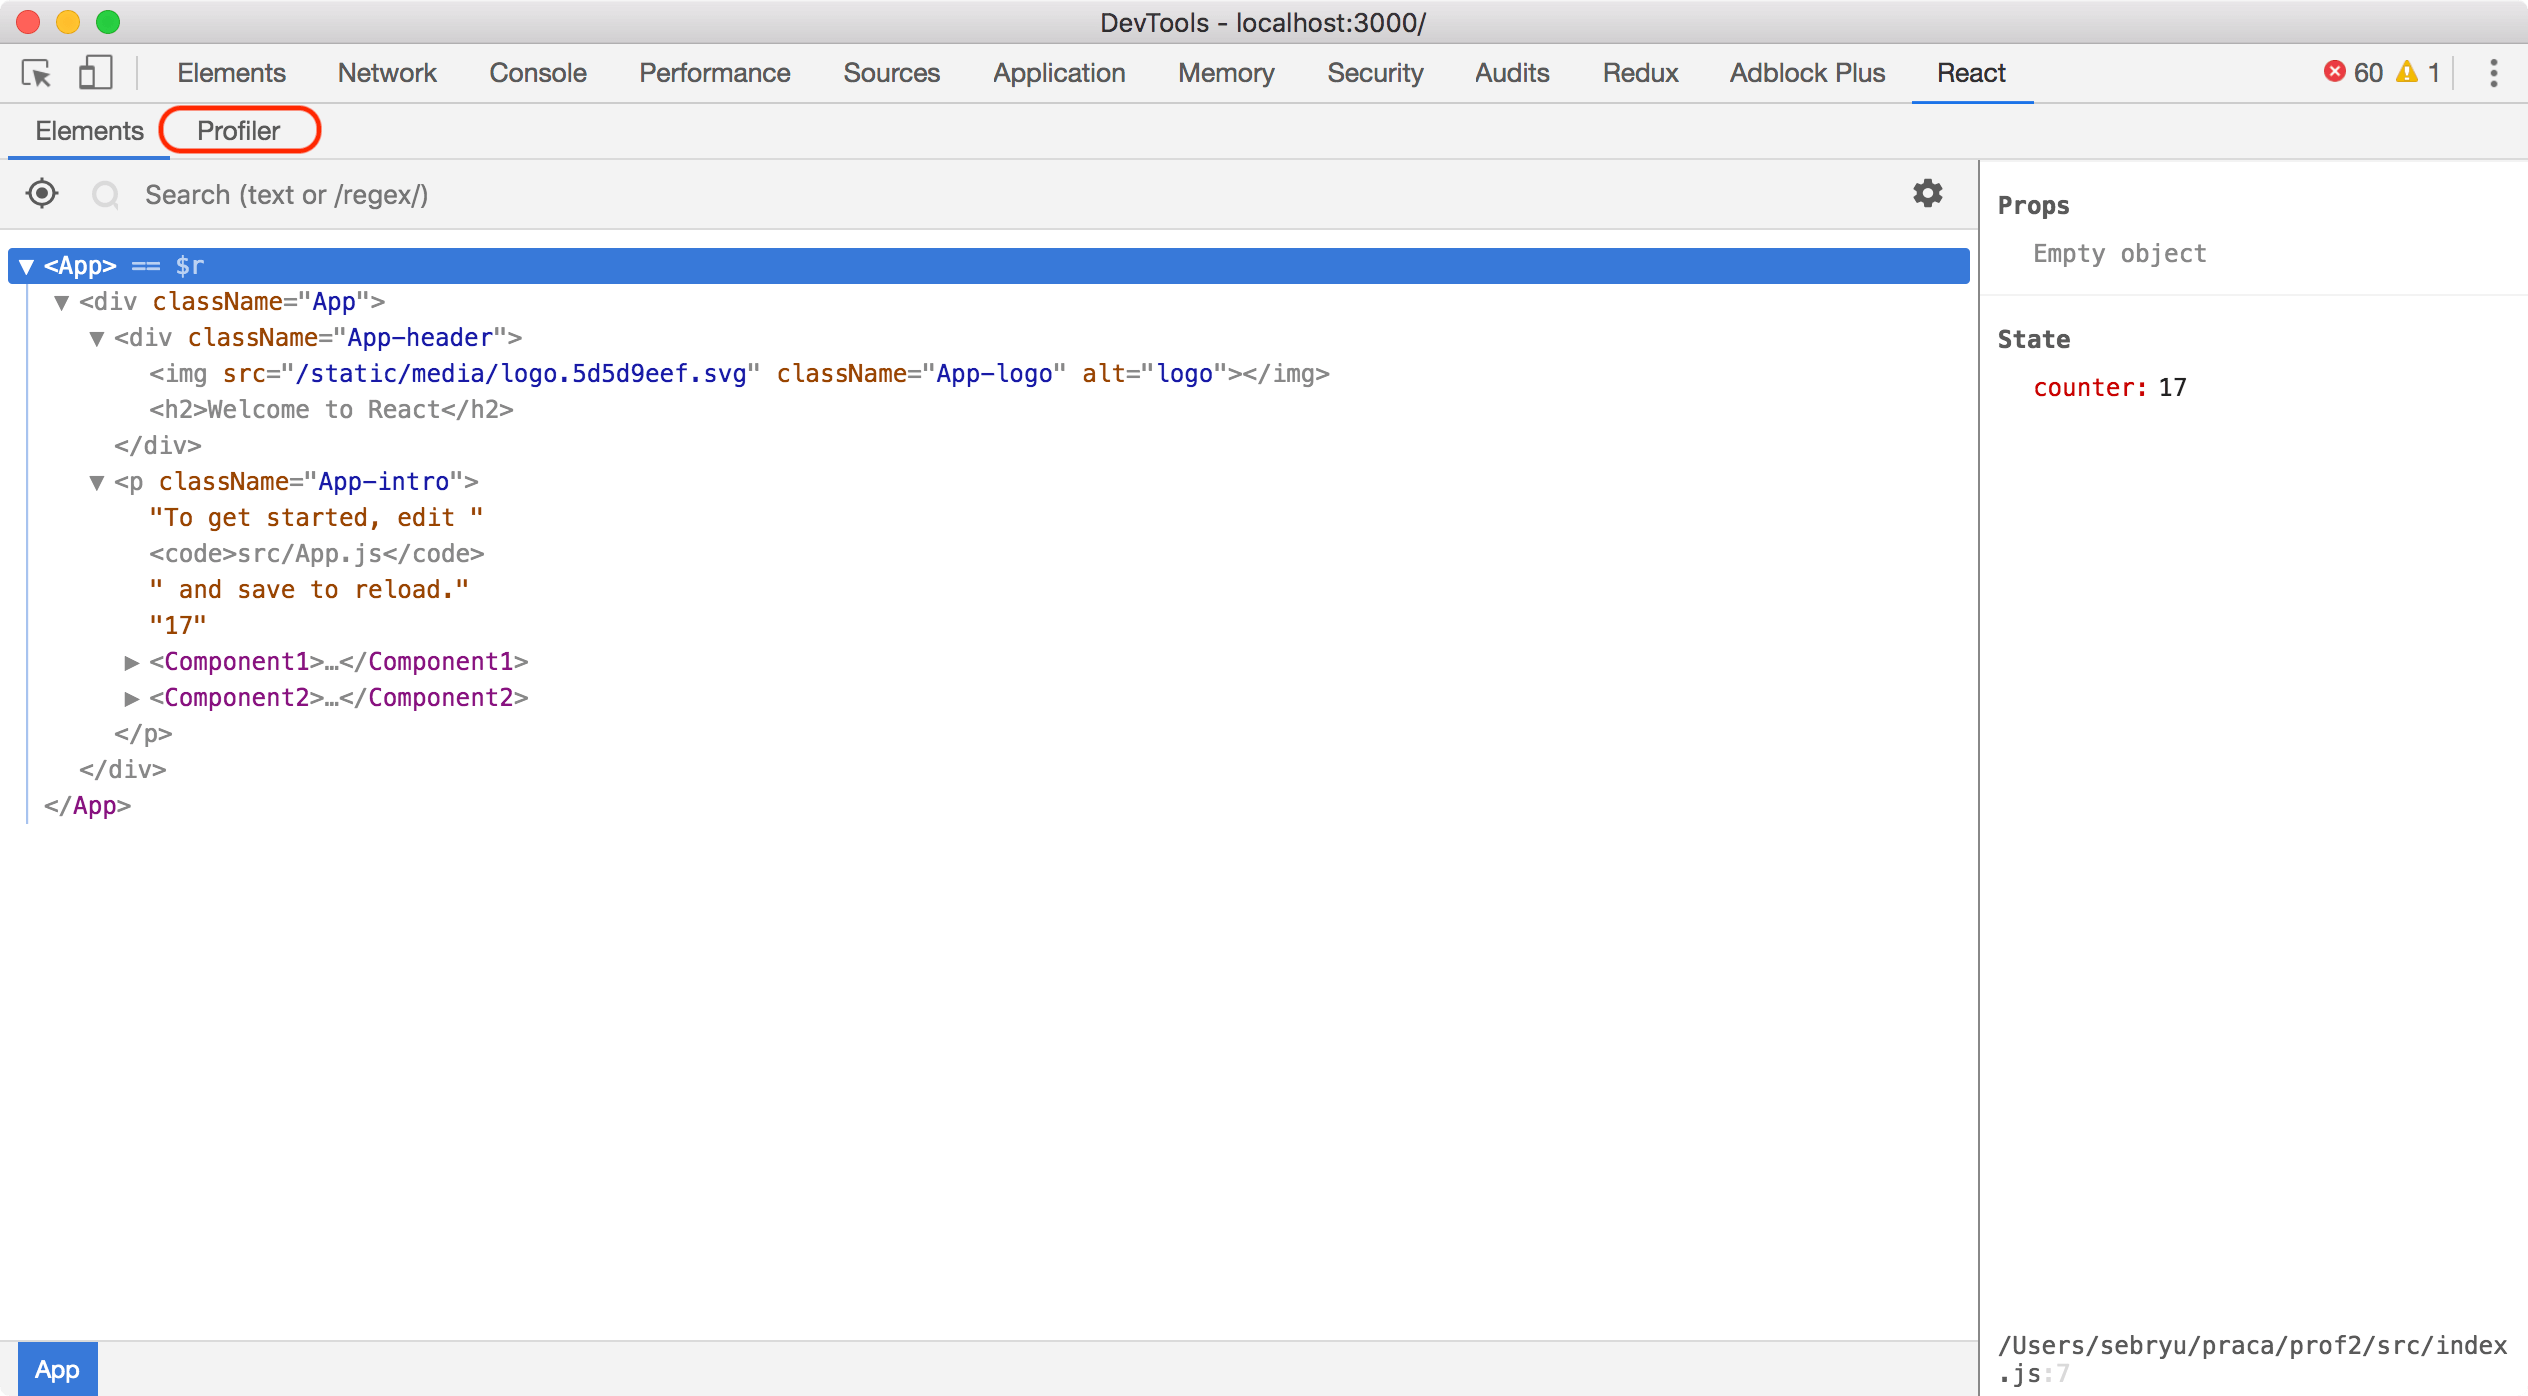 DevTools - localhost:3000/
Elements Network Console Performance Sources Application Memory Security Audits Redux Adblock Plus React 60 1
Elements Profiler
Search (text or /regex/)
<App> == $r
<div className="App">
<div className="App-header">
<img src="/static/media/logo.5d5d9eef.svg" className="App-logo" alt="logo"></img>
<h2>Welcome to React</h2>
</div>
<p className="App-intro">
"To get started, edit "
<code>src/App.js</code>
" and save to reload."
"17"
<Component1>…</Component1>
<Component2>…</Component2>
</p>
</div>
</App>
App
Props
Empty object
State
counter: 17
/Users/sebryu/praca/prof2/src/index
.js:7